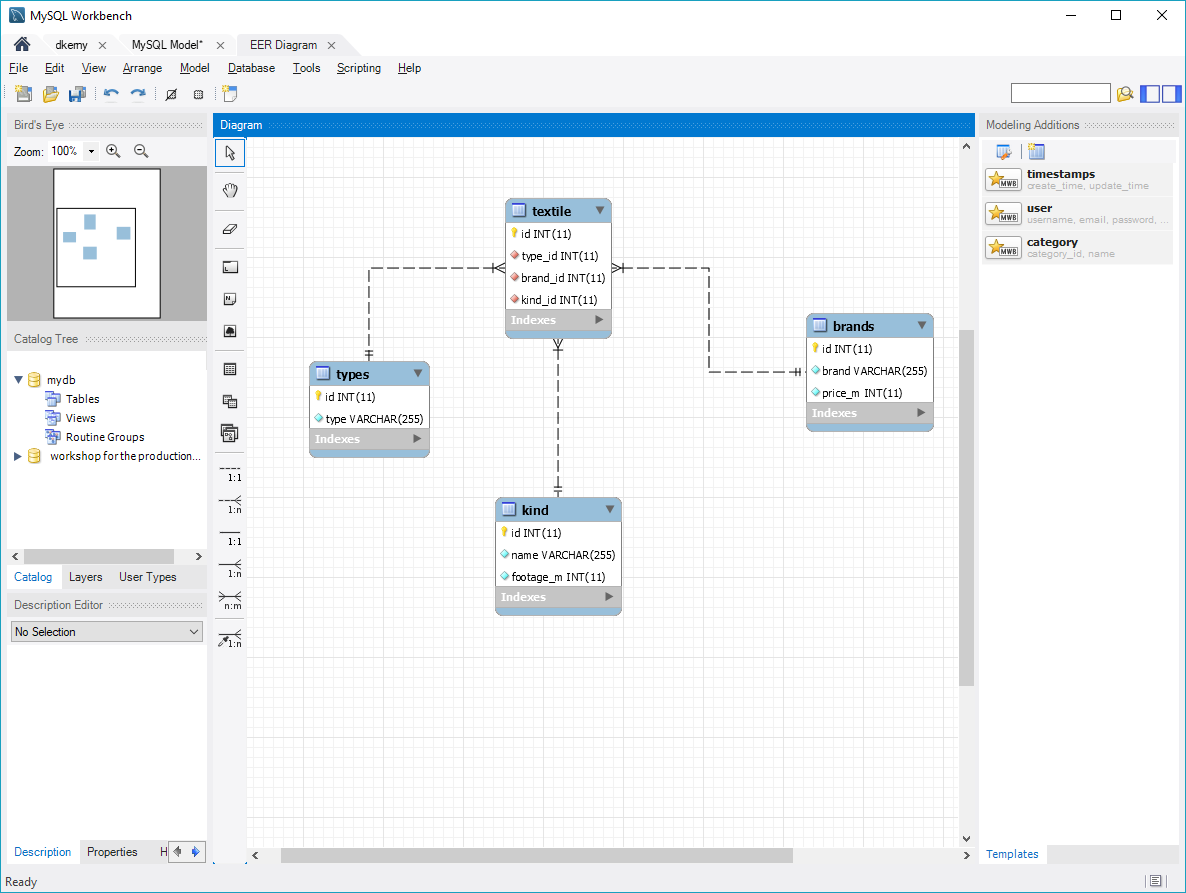 MySQL Workbench
dkemy
MySQL Model*
EER Diagram
File Edit View Arrange Model Database Tools Scripting Help
Bird's Eye
Zoom: 100%
Catalog Tree
mydb
Tables
Views
Routine Groups
workshop for the production...
Catalog Layers User Types
Description Editor
No Selection
Description Properties H
Ready
Diagram
1:1
1:n
1:1
1:n
n:m
1:n
textile
id INT(11)
type_id INT(11)
brand_id INT(11)
kind_id INT(11)
Indexes
types
id INT(11)
type VARCHAR(255)
Indexes
brands
id INT(11)
brand VARCHAR(255)
price_m INT(11)
Indexes
kind
id INT(11)
name VARCHAR(255)
footage_m INT(11)
Indexes
Modeling Additions
MWB
timestamps
create_time, update_time
MWB
user
username, email, password, ...
MWB
category
category_id, name
Templates